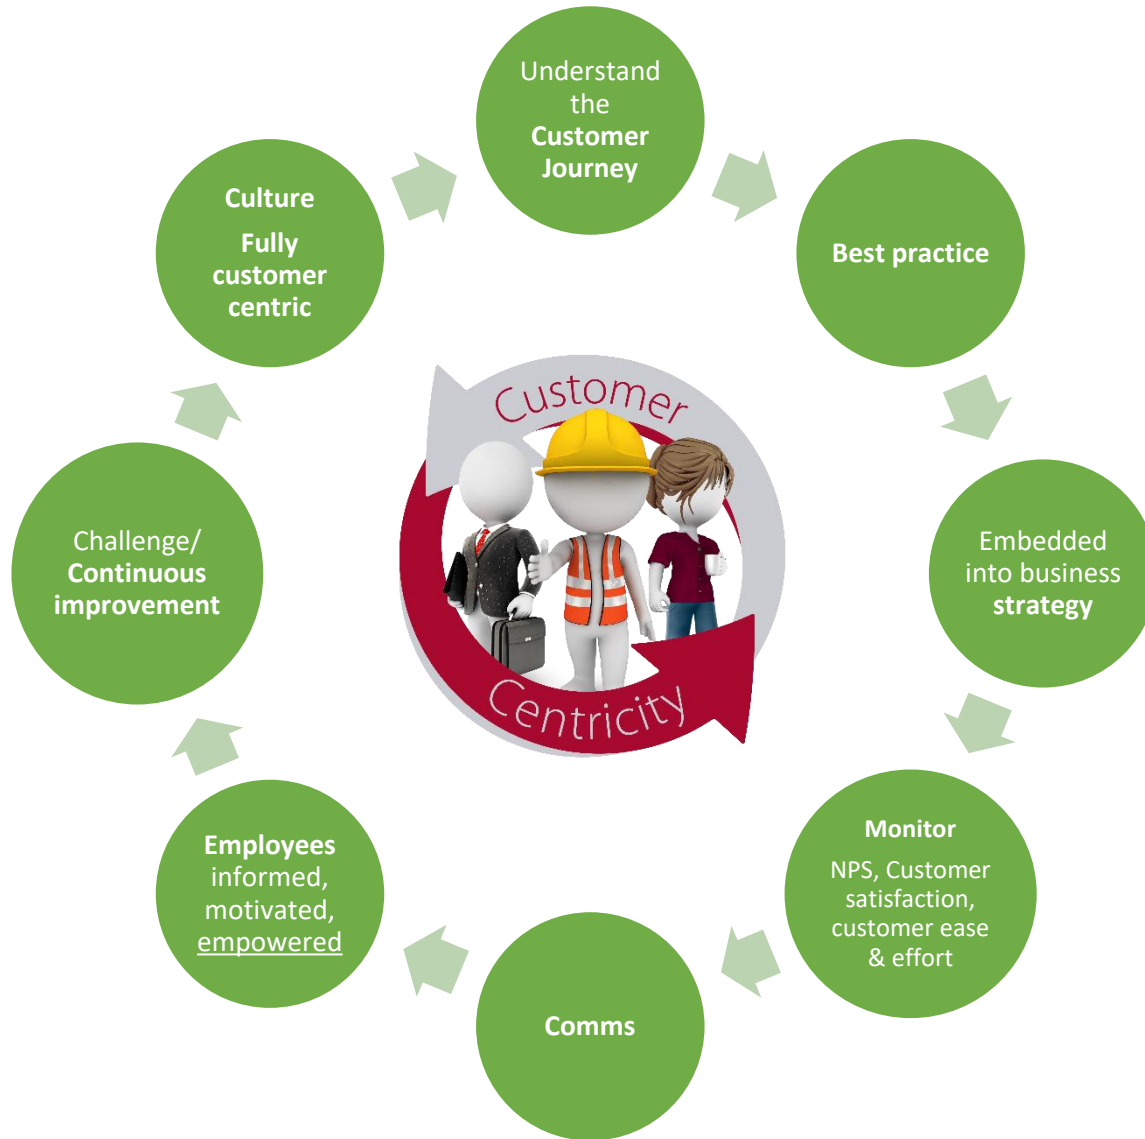 Understand
the
Customer
Journey
Best practice
Embedded
into business
strategy
Monitor
NPS, Customer
satisfaction,
customer ease
& effort
Comms
Employees
informed,
motivated,
empowered
Challenge/
Continuous
improvement
Culture
Fully
customer
centric
Customer
Centricity